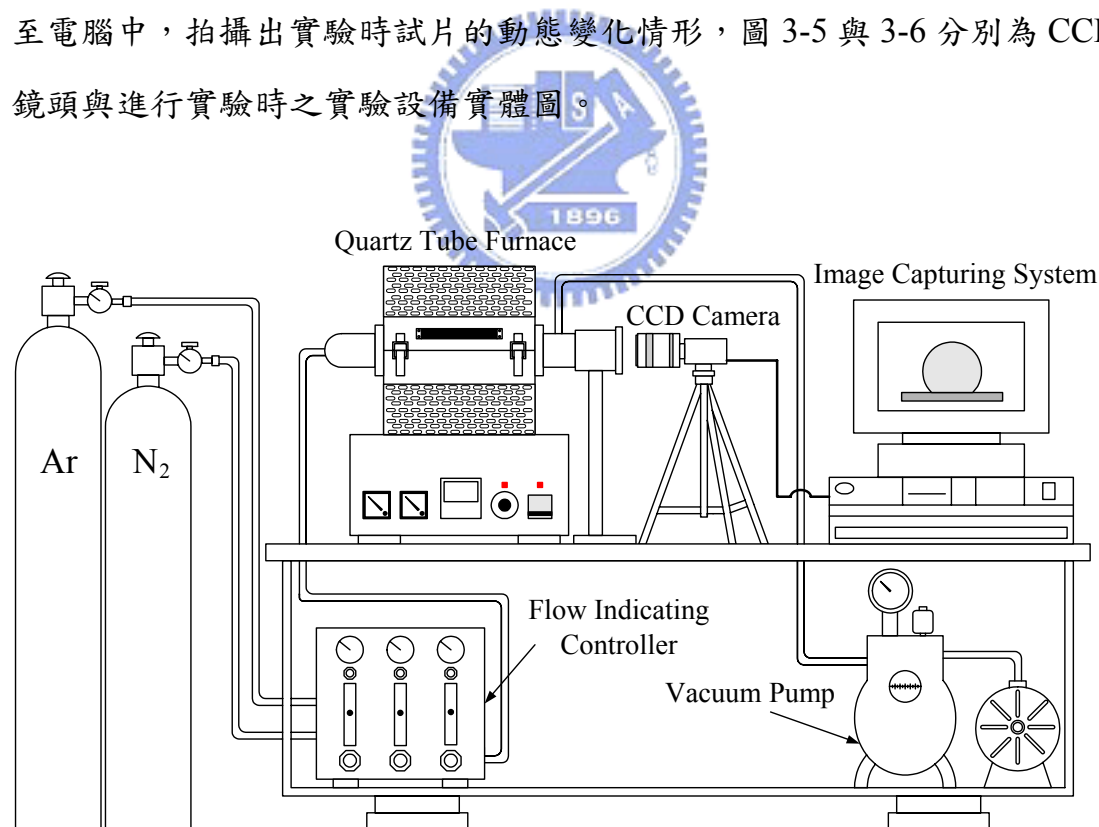 至電腦中，拍攝出實驗時試片的動態變化情形，圖 3-5 與 3-6 分別為 CCD
鏡頭與進行實驗時之實驗設備實體圖。
1896
Quartz Tube Furnace
Image Capturing System
CCD Camera
Ar
N₂
Flow Indicating
Controller
Vacuum Pump